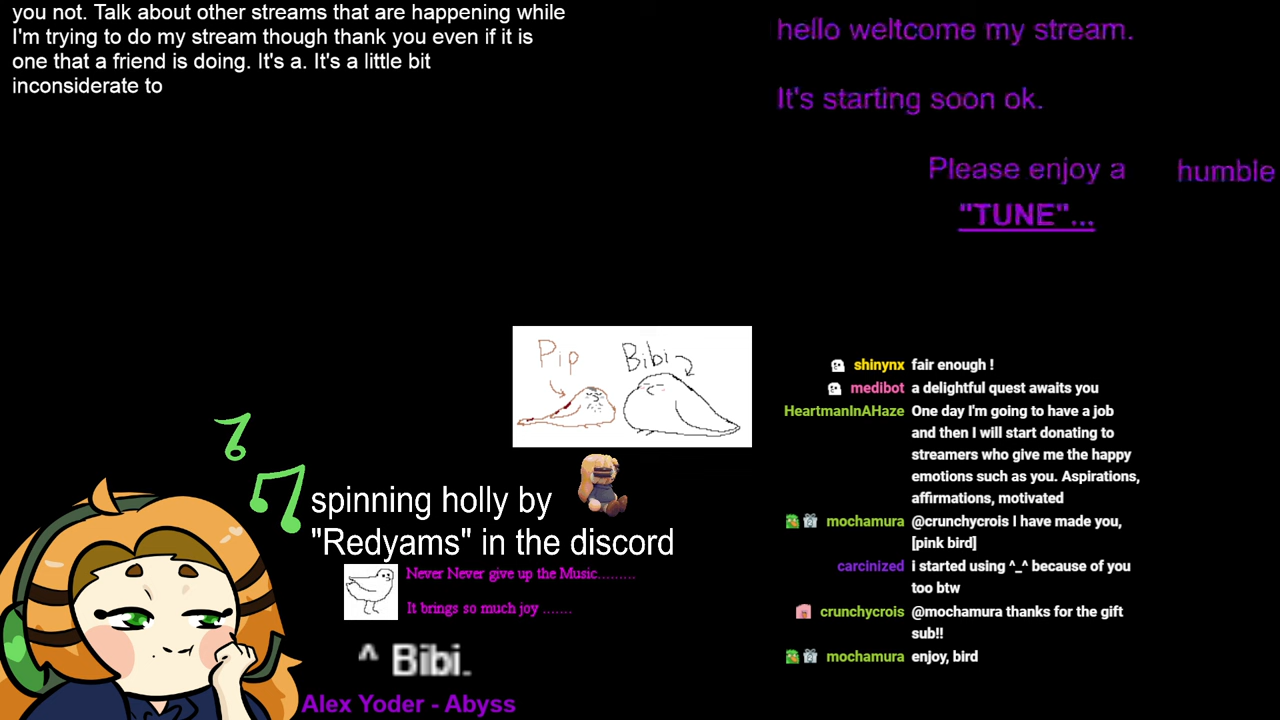 you not. Talk about other streams that are happening while
I'm trying to do my stream though thank you even if it is
one that a friend is doing. It's a. It's a little bit
inconsiderate to
hello weltcome my stream.
It's starting soon ok.
Please enjoy a humble
"TUNE"...
Pip
Bibi
shinynx fair enough !
medibot a delightful quest awaits you
HeartmanInAHaze One day I'm going to have a job
and then I will start donating to
streamers who give me the happy
emotions such as you. Aspirations,
affirmations, motivated
mochamura @crunchycrois I have made you,
[pink bird]
carcinized i started using ^_^ because of you
too btw
crunchycrois @mochamura thanks for the gift
sub!!
mochamura enjoy, bird
spinning holly by
"Redyams" in the discord
Never Never give up the Music.........
It brings so much joy .......
^ Bibi.
Alex Yoder - Abyss